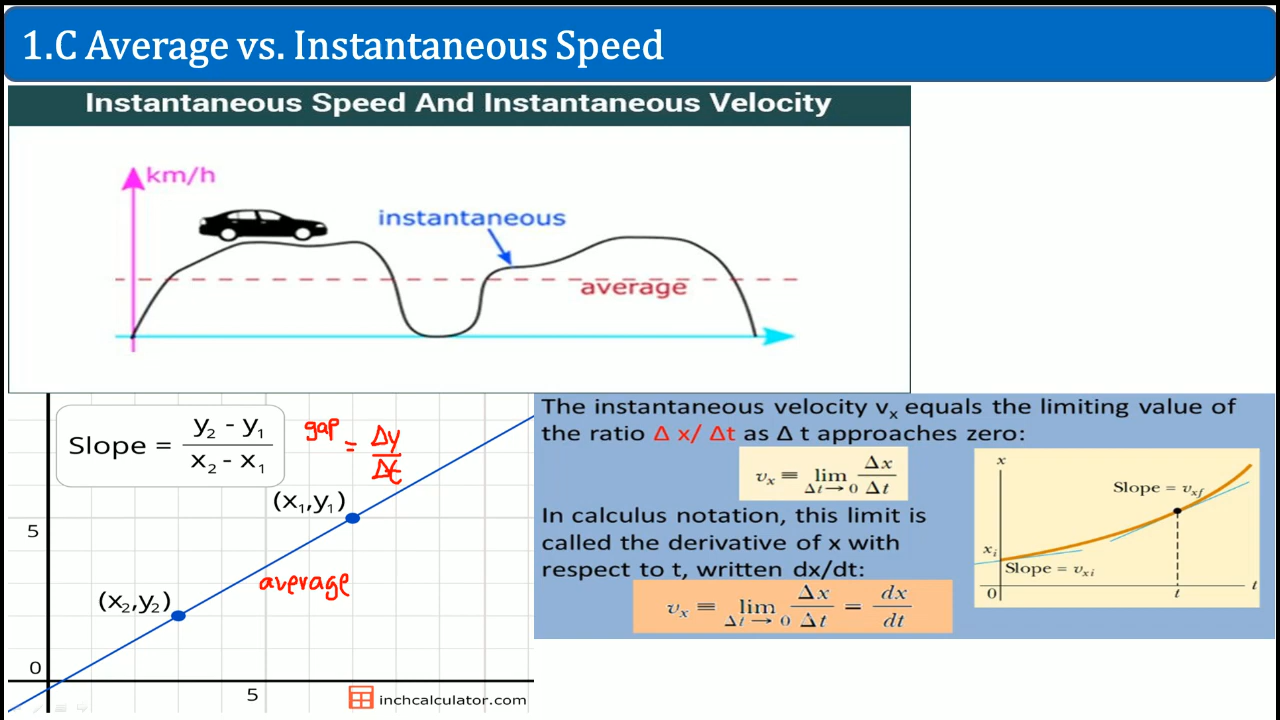 1.C Average vs. Instantaneous Speed
Instantaneous Speed And Instantaneous Velocity
km/h
instantaneous
average
Slope = y₂ - y₁ / x₂ - x₁
gap = Δy / Δt
(x₁,y₁)
5
average
(x₂,y₂)
0
5
inchcalculator.com
The instantaneous velocity vₓ equals the limiting value of
the ratio Δ x/ Δt as Δ t approaches zero:
vₓ ≡ lim Δt → 0 Δx / Δt
In calculus notation, this limit is
called the derivative of x with
respect to t, written dx/dt:
vₓ ≡ lim Δt → 0 Δx / Δt = dx / dt
x
Slope = vxf
xi
Slope = vxi
0
t
t